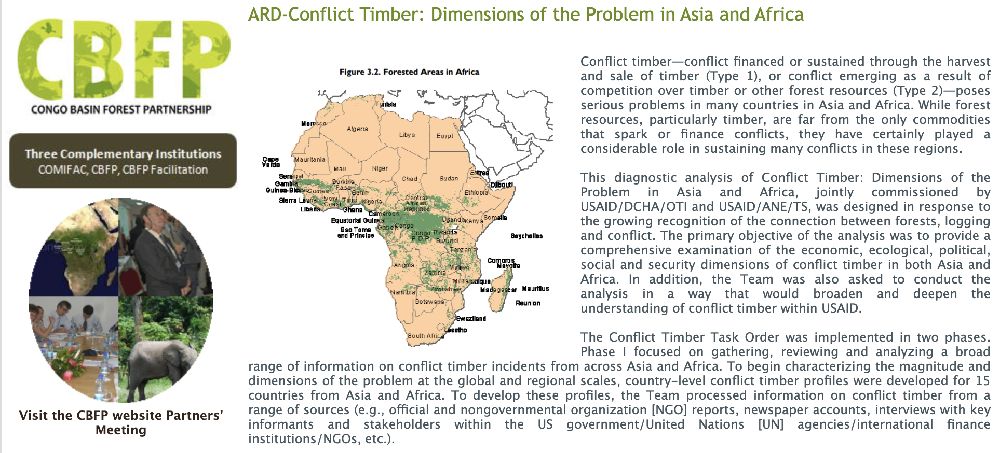 CBFP
CONGO BASIN FOREST PARTNERSHIP
Three Complementary Institutions
COMIFAC, CBFP, CBFP Facilitation
Visit the CBFP website Partners'
Meeting
ARD-Conflict Timber: Dimensions of the Problem in Asia and Africa
Figure 3.2. Forested Areas in Africa
Tunisia
Morocco
Algeria
Libya
Egypt
Cape
Verde
Mauritania
Mali
Niger
Chad
Sudan
Eritrea
Djibouti
Senegal
Gambia
Guinea-Bissau
Guinea
Burkina
Faso
Benin
Nigeria
Ethiopia
Sierra Leone
Ivory
Coast
Togo
Central
African
Republic
Liberia
Ghana
Cameroon
Equatorial Guinea
Uganda
Kenya
Somalia
Sao Tome
and Principe
Gabon
Congo
Congo
P.D.R.
Rwanda
Burundi
Seychelles
Tanzania
Comoros
Mayotte
Angola
Zambia
Malawi
Mozambique
Zimbabwe
Madagascar
Mauritius
Namibia
Botswana
Reunion
Swaziland
Lesotho
South Africa
Conflict timber—conflict financed or sustained through the harvest
and sale of timber (Type 1), or conflict emerging as a result of
competition over timber or other forest resources (Type 2)—poses
serious problems in many countries in Asia and Africa. While forest
resources, particularly timber, are far from the only commodities
that spark or finance conflicts, they have certainly played a
considerable role in sustaining many conflicts in these regions.
This diagnostic analysis of Conflict Timber: Dimensions of the
Problem in Asia and Africa, jointly commissioned by
USAID/DCHA/OTI and USAID/ANE/TS, was designed in response to
the growing recognition of the connection between forests, logging
and conflict. The primary objective of the analysis was to provide a
comprehensive examination of the economic, ecological, political,
social and security dimensions of conflict timber in both Asia and
Africa. In addition, the Team was also asked to conduct the
analysis in a way that would broaden and deepen the
understanding of conflict timber within USAID.
The Conflict Timber Task Order was implemented in two phases.
Phase I focused on gathering, reviewing and analyzing a broad
range of information on conflict timber incidents from across Asia and Africa. To begin characterizing the magnitude and
dimensions of the problem at the global and regional scales, country-level conflict timber profiles were developed for 15
countries from Asia and Africa. To develop these profiles, the Team processed information on conflict timber from a
range of sources (e.g., official and nongovernmental organization [NGO] reports, newspaper accounts, interviews with key
informants and stakeholders within the US government/United Nations [UN] agencies/international finance
institutions/NGOs, etc.).